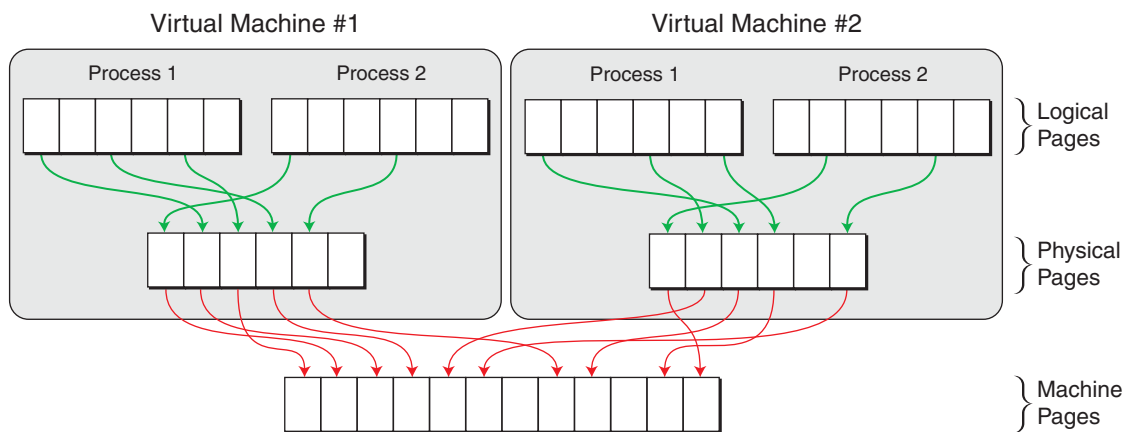 Virtual Machine #1
Virtual Machine #2
Process 1
Process 2
Process 1
Process 2
Logical
Pages
Physical
Pages
Machine
Pages